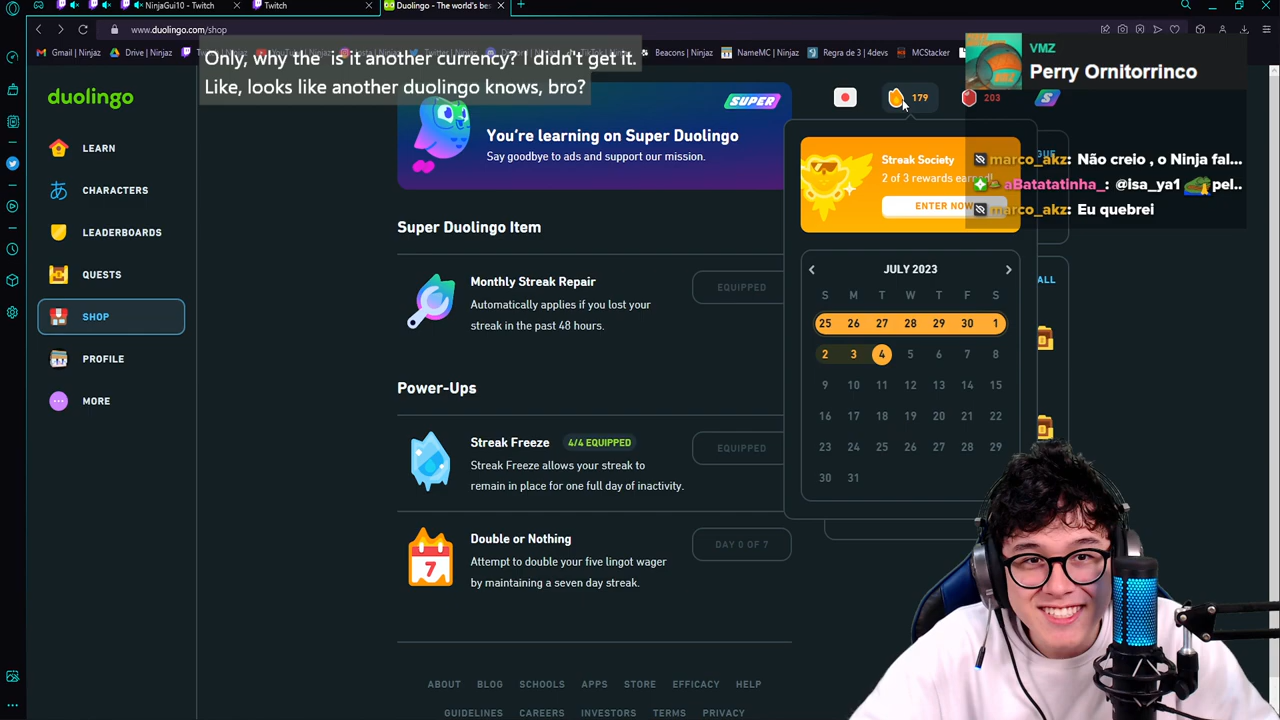 NinjaGui10 - Twitch
Twitch
Duolingo - The world's bes
www.duolingo.com/shop
Gmail | Ninjaz
Drive | Ninjaz
Beacons | Ninjaz
NameMC | Ninjaz
Regra de 3 | 4devs
MCStacker
Only, why the is it another currency? I didn't get it.
Like, looks like another duolingo knows, bro?
VMZ
Perry Ornitorrinco
marco_akz: Não creio , o Ninja fal...
aBatatatInha_: @isa_ya1 pel..
marco_akz: Eu quebrei
duolingo
LEARN
CHARACTERS
LEADERBOARDS
QUESTS
SHOP
PROFILE
MORE
SUPER
You're learning on Super Duolingo
Say goodbye to ads and support our mission.
179
203
S
Super Duolingo Item
Monthly Streak Repair
Automatically applies if you lost your
streak in the past 48 hours.
EQUIPPED
Power-Ups
Streak Freeze
4/4 EQUIPPED
Streak Freeze allows your streak to
remain in place for one full day of inactivity.
EQUIPPED
7
Double or Nothing
Attempt to double your five lingot wager
by maintaining a seven day streak.
DAY 0 OF 7
Streak Society
2 of 3 rewards earned!
ENTER NOW
JULY 2023
S M T W T F S
25 26 27 28 29 30 1
2 3 4 5 6 7 8
9 10 11 12 13 14 15
16 17 18 19 20 21 22
23 24 25 26 27 28 29
30 31
ALL
ABOUT BLOG SCHOOLS APPS STORE EFFICACY HELP
GUIDELINES CAREERS INVESTORS TERMS PRIVACY